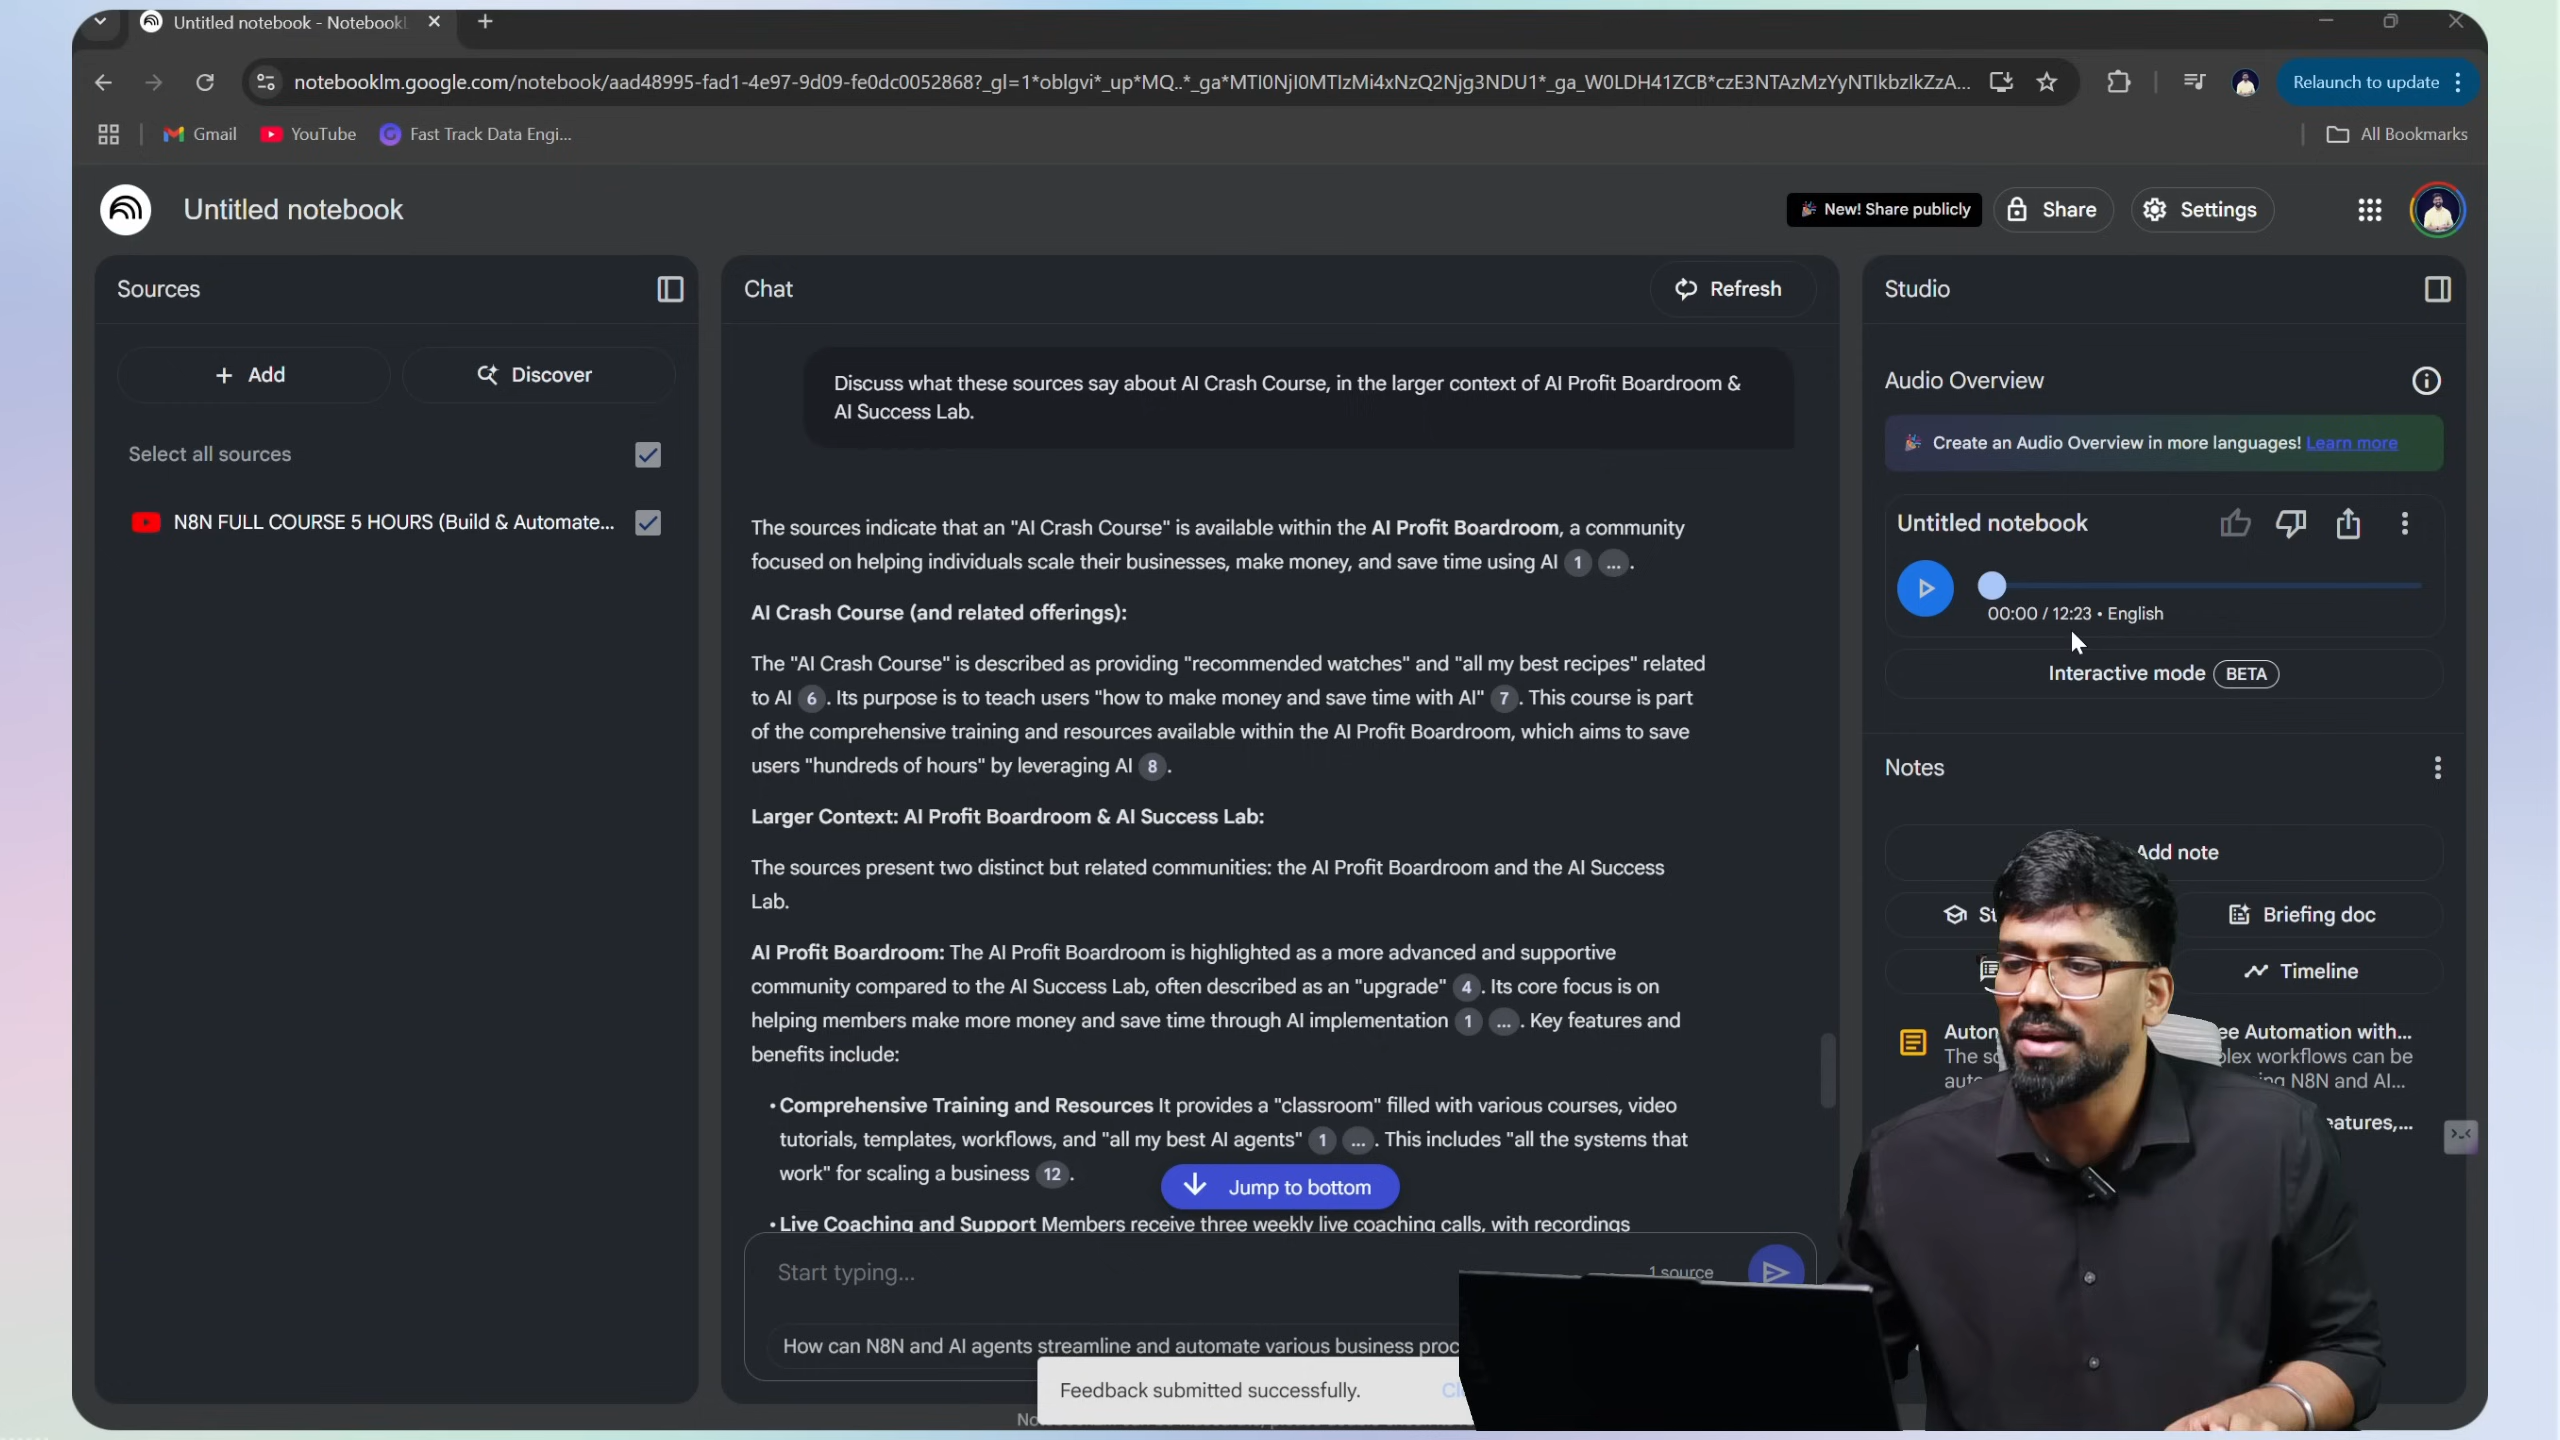 Untitled notebook - Notebook
notebooklm.google.com/notebook/aad48995-fad1-4e97-9d09-fe0dc0052868?_gl=1*oblgvi*_up*MQ..*_ga*MTI0NjI0MTIzMi4xNzQ2Njg3NDU1*_ga_W0LDH41ZCB*czE3NTAzMzYyNTIkbzIkZzA...
Relaunch to update
Gmail
YouTube
Fast Track Data Engi...
All Bookmarks
Untitled notebook
New! Share publicly
Share
Settings
Sources
+ Add
Discover
Select all sources
N8N FULL COURSE 5 HOURS (Build & Automate...
Chat
Refresh
Discuss what these sources say about AI Crash Course, in the larger context of AI Profit Boardroom &
AI Success Lab.
The sources indicate that an "AI Crash Course" is available within the AI Profit Boardroom, a community
focused on helping individuals scale their businesses, make money, and save time using AI 1 ... .
AI Crash Course (and related offerings):
The "AI Crash Course" is described as providing "recommended watches" and "all my best recipes" related
to AI 6 . Its purpose is to teach users "how to make money and save time with AI" 7 . This course is part
of the comprehensive training and resources available within the AI Profit Boardroom, which aims to save
users "hundreds of hours" by leveraging AI 8 .
Larger Context: AI Profit Boardroom & AI Success Lab:
The sources present two distinct but related communities: the AI Profit Boardroom and the AI Success
Lab.
AI Profit Boardroom: The AI Profit Boardroom is highlighted as a more advanced and supportive
community compared to the AI Success Lab, often described as an "upgrade" 4 . Its core focus is on
helping members make more money and save time through AI implementation 1 ... . Key features and
benefits include:
• Comprehensive Training and Resources It provides a "classroom" filled with various courses, video
tutorials, templates, workflows, and "all my best AI agents" 1 ... . This includes "all the systems that
work" for scaling a business 12 .
Jump to bottom
• Live Coaching and Support Members receive three weekly live coaching calls, with recordings
Start typing...
1 source
How can N8N and AI agents streamline and automate various business proc
Feedback submitted successfully.
Studio
Audio Overview
Create an Audio Overview in more languages! Learn more
Untitled notebook
00:00 / 12:23 • English
Interactive mode BETA
Notes
Add note
St
Briefing doc
Timeline
Auton
ee Automation with...
The so
plex workflows can be
auto
ing N8N and AI...
eatures,...